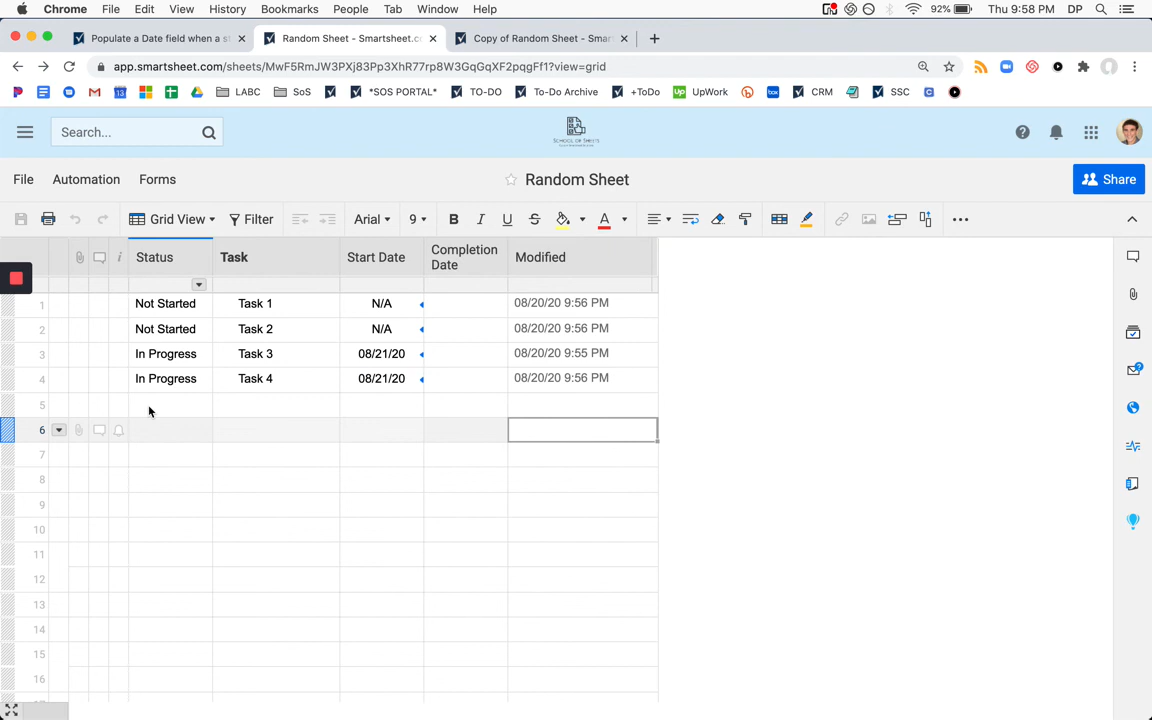 Chrome File Edit View History Bookmarks People Tab Window Help 92% Thu 9:58 PM DP
Populate a Date field when a st Random Sheet - Smartsheet.c Copy of Random Sheet - Smar
app.smartsheet.com/sheets/MwF5RmJW3PXj83Pp3XhR77rp8W3GqGqXF2pqgFf1?view=grid
LABC SoS *SOS PORTAL* TO-DO To-Do Archive +ToDo UpWork CRM SSC
Search...
SCHOOL OF SHEETS
File Automation Forms Random Sheet Share
Grid View Filter Arial 9 B I U S A
Status Task Start Date Completion Date Modified
1 Not Started Task 1 N/A 08/20/20 9:56 PM
2 Not Started Task 2 N/A 08/20/20 9:56 PM
3 In Progress Task 3 08/21/20 08/20/20 9:55 PM
4 In Progress Task 4 08/21/20 08/20/20 9:56 PM
5
6
7
8
9
10
11
12
13
14
15
16